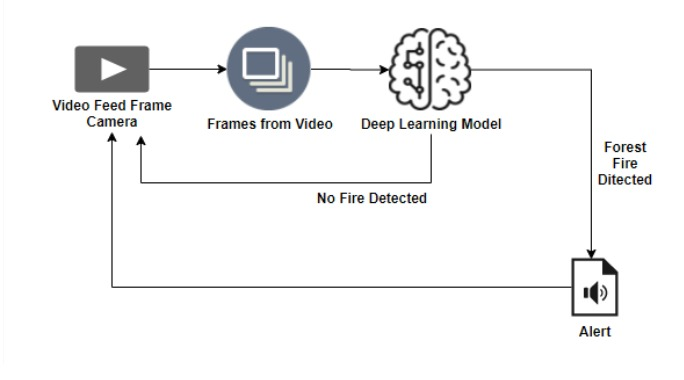 Video Feed Frame
Camera
Frames from Video
Deep Learning Model
No Fire Detected
Forest
Fire
Ditected
Alert